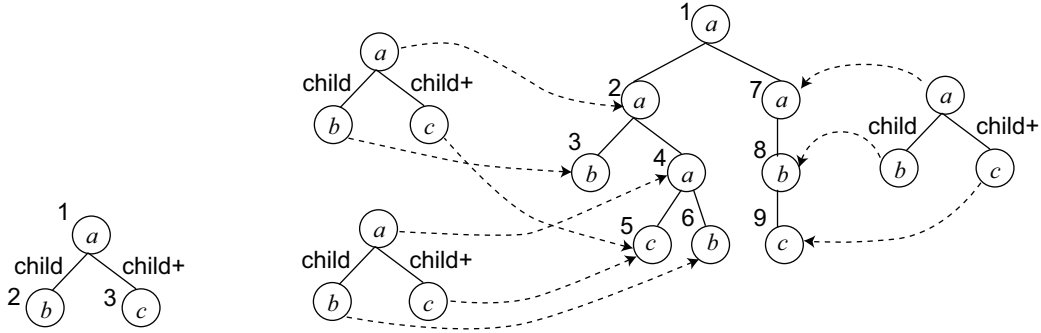 1
a
a
child child+
b c
2 7
a a
a
child child+
b c
3 4 8
b a b
5 6 9
c b c
a
child child+
b c
1
a
child child+
2 3
b c